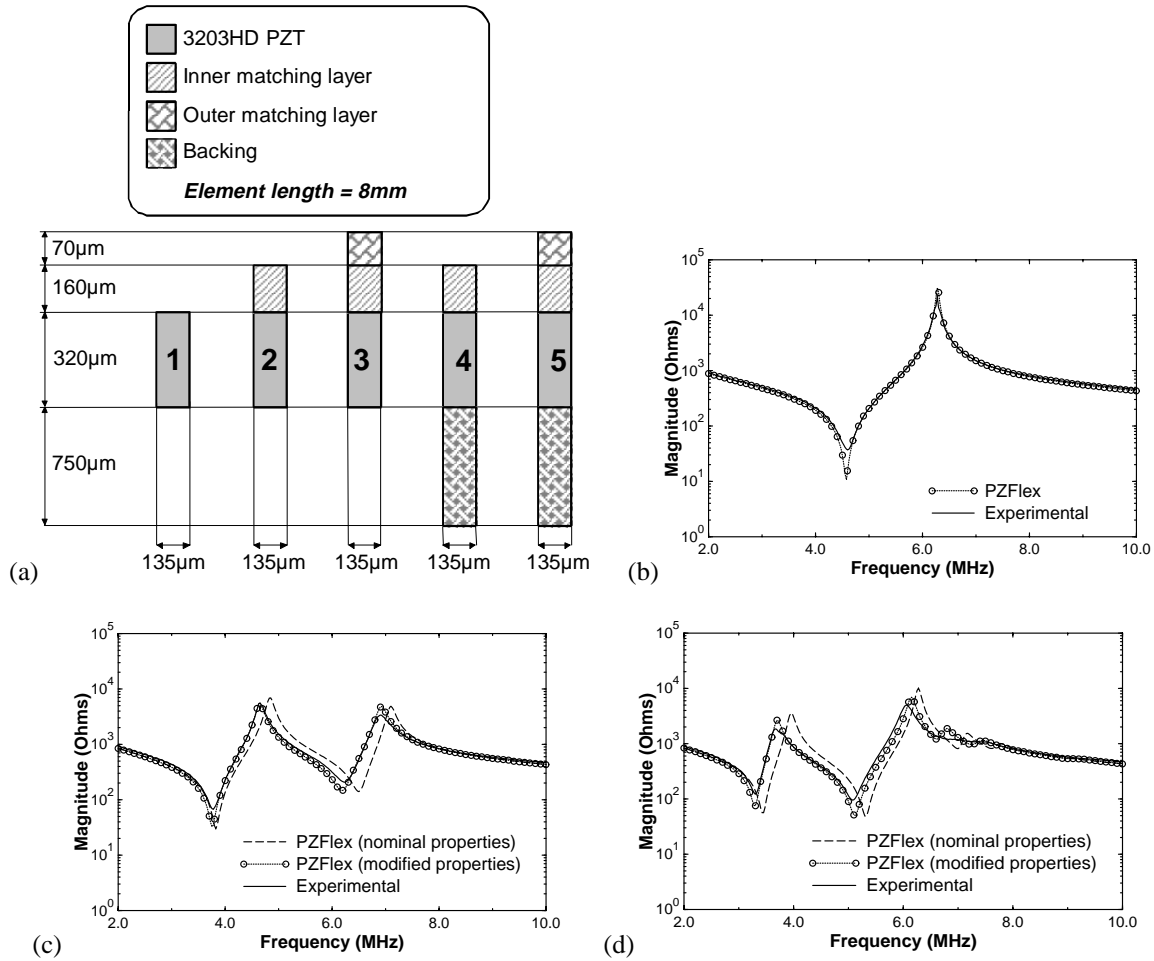 3203HD PZT
Inner matching layer
Outer matching layer
Backing
Element length = 8mm
70µm
160µm
320µm
750µm
1
2
3
4
5
135µm
135µm
135µm
135µm
135µm
(a)
10^5
10^4
10^3
10^2
10^1
10^0
Magnitude (Ohms)
PZFlex
Experimental
2.0
4.0
6.0
8.0
10.0
Frequency (MHz)
(b)
10^5
10^4
10^3
10^2
10^1
10^0
Magnitude (Ohms)
PZFlex (nominal properties)
PZFlex (modified properties)
Experimental
2.0
4.0
6.0
8.0
10.0
Frequency (MHz)
(c)
10^5
10^4
10^3
10^2
10^1
10^0
Magnitude (Ohms)
PZFlex (nominal properties)
PZFlex (modified properties)
Experimental
2.0
4.0
6.0
8.0
10.0
Frequency (MHz)
(d)